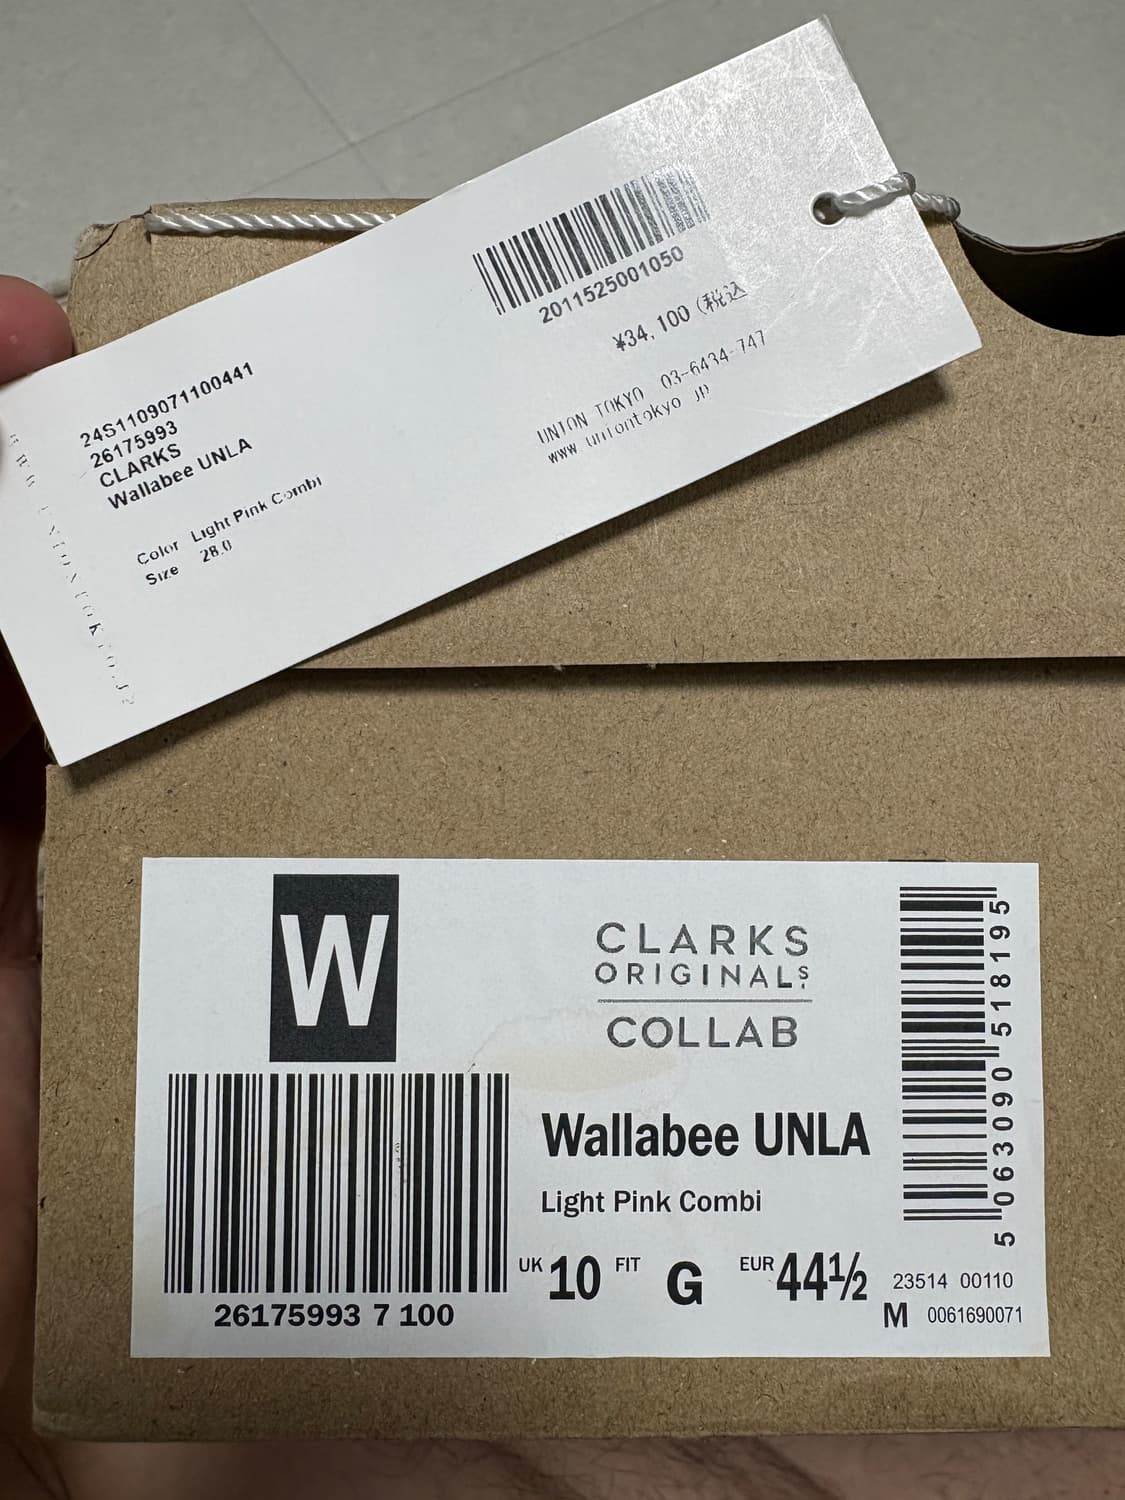 2011525001050
¥34,100 (税込
UNION TOKYO 03-6434-747
www uniontokyo jp
24S1109071100441
26175993
CLARKS
Wallabee UNLA
Color Light Pink Combi
Size 28.0
W
CLARKS
ORIGINALS.
COLLAB
5 063090 518195
Wallabee UNLA
Light Pink Combi
UK 10 FIT G EUR 44½
23514 00110
M 0061690071
26175993 7 100